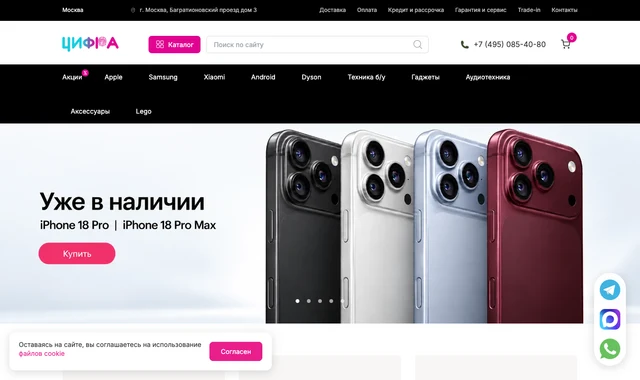 Москва
г. Москва, Багратионовский проезд дом 3
Доставка
Оплата
Кредит и рассрочка
Гарантия и сервис
Trade-in
Контакты
ЦИФRА
Каталог
Поиск по сайту
+7 (495) 085-40-80
0
Акции
Apple
Samsung
Xiaomi
Android
Dyson
Техника б/у
Гаджеты
Аудиотехника
Аксессуары
Lego
Уже в наличии
iPhone 18 Pro | iPhone 18 Pro Max
Купить
Оставаясь на сайте, вы соглашаетесь на использование
файлов cookie
Согласен